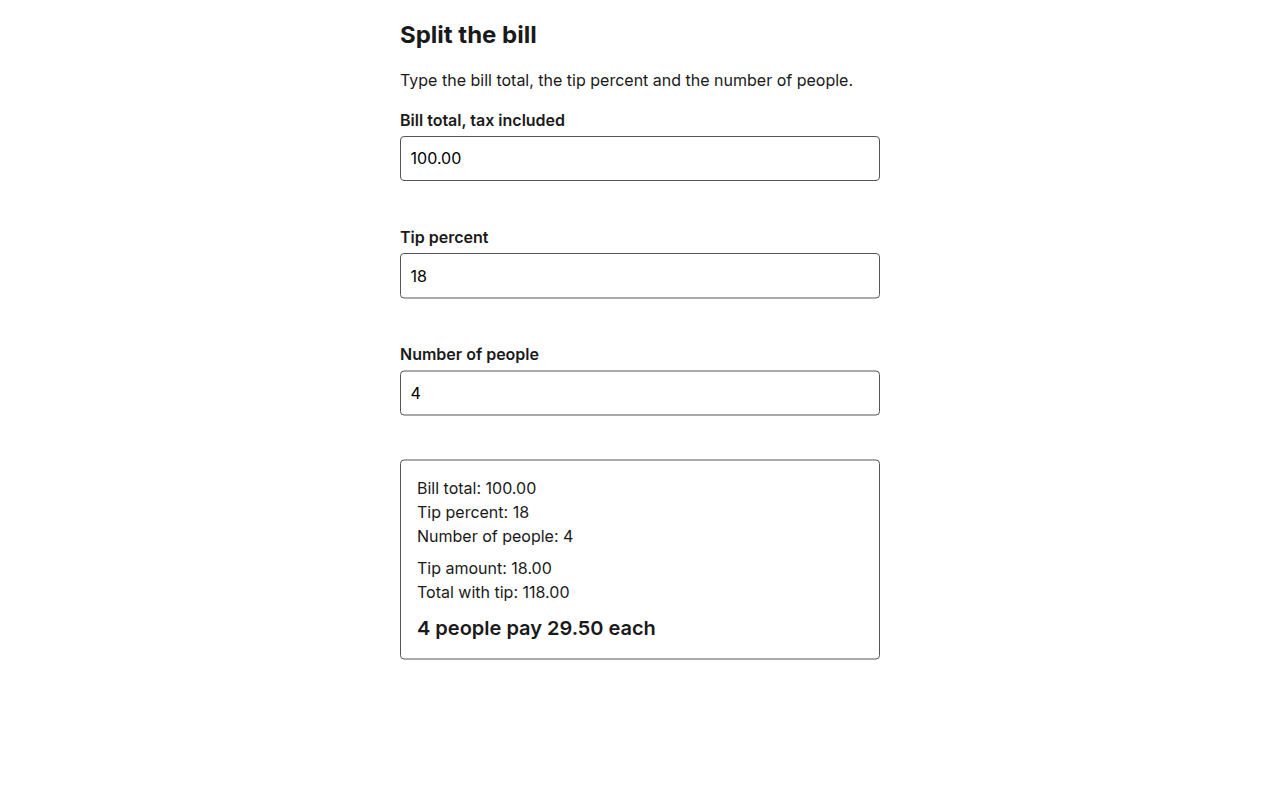 Split the bill
Type the bill total, the tip percent and the number of people.
Bill total, tax included
100.00
Tip percent
18
Number of people
4
Bill total: 100.00
Tip percent: 18
Number of people: 4
Tip amount: 18.00
Total with tip: 118.00
4 people pay 29.50 each